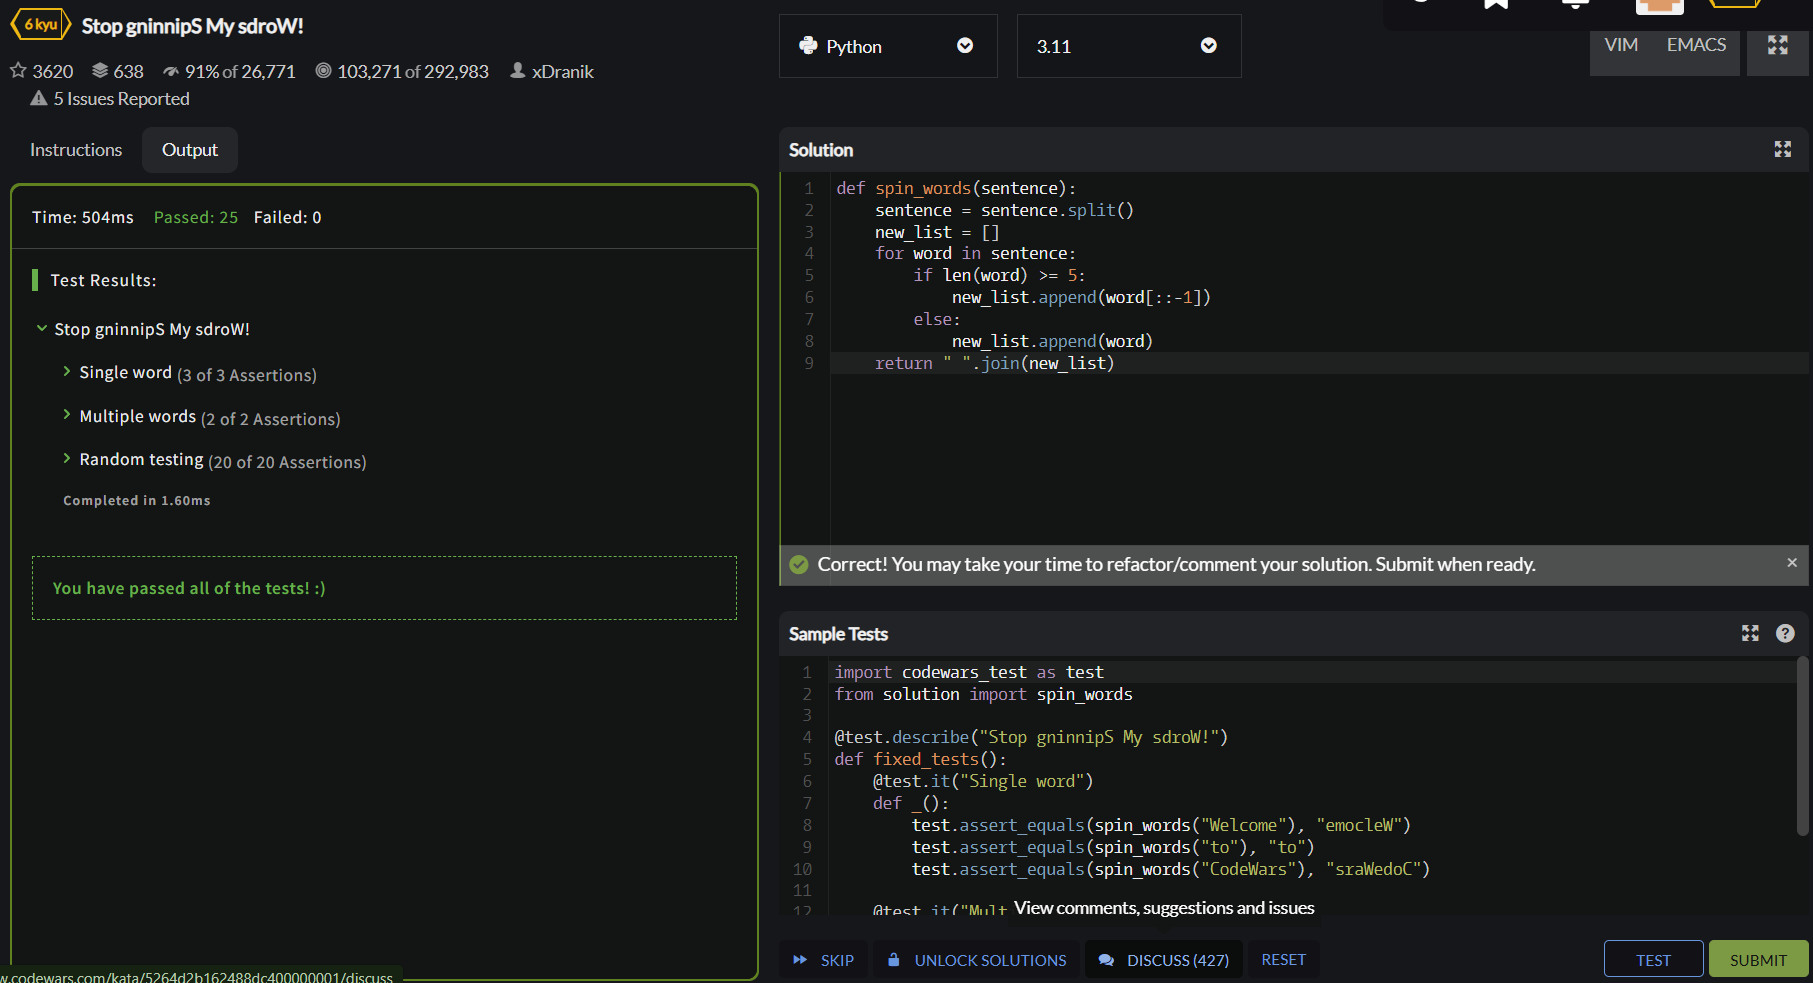 6 kyu Stop gninnipS My sdroW!
3620 638 91% of 26,771 103,271 of 292,983 xDranik
5 Issues Reported
Python 3.11 VIM EMACS
Instructions Output
Time: 504ms Passed: 25 Failed: 0
Test Results:
Stop gninnipS My sdroW!
Single word (3 of 3 Assertions)
Multiple words (2 of 2 Assertions)
Random testing (20 of 20 Assertions)
Completed in 1.60ms
You have passed all of the tests! :)
Solution
1 def spin_words(sentence):
2     sentence = sentence.split()
3     new_list = []
4     for word in sentence:
5         if len(word) >= 5:
6             new_list.append(word[::-1])
7         else:
8             new_list.append(word)
9     return " ".join(new_list)
Correct! You may take your time to refactor/comment your solution. Submit when ready. ×
Sample Tests ?
1 import codewars_test as test
2 from solution import spin_words
3
4 @test.describe("Stop gninnipS My sdroW!")
5 def fixed_tests():
6     @test.it("Single word")
7     def _():
8         test.assert_equals(spin_words("Welcome"), "emocleW")
9         test.assert_equals(spin_words("to"), "to")
10         test.assert_equals(spin_words("CodeWars"), "sraWedoC")
11
12     @test.it("Mult
View comments, suggestions and issues
SKIP UNLOCK SOLUTIONS DISCUSS (427) RESET TEST SUBMIT
w.codewars.com/kata/5264d2b162488dc400000001/discuss